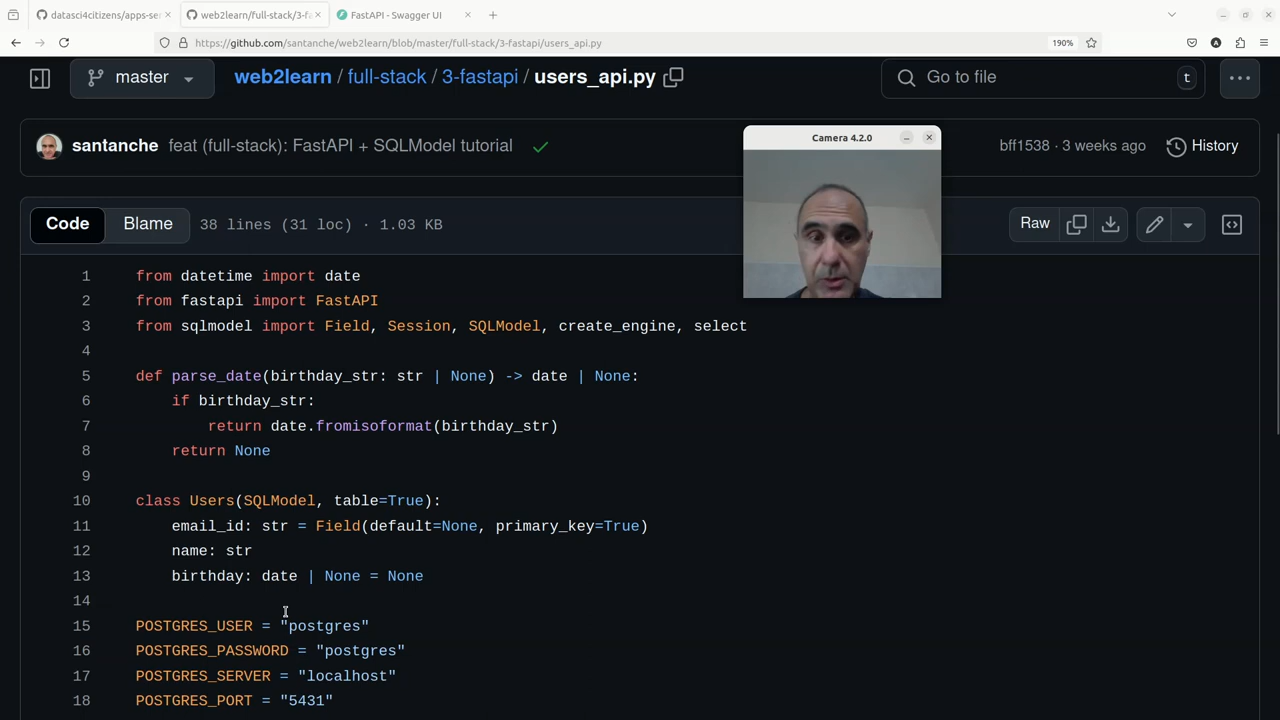 datasci4citizens/apps-ser
web2learn/full-stack/3-fa
FastAPI - Swagger UI
https://github.com/santanche/web2learn/blob/master/full-stack/3-fastapi/users_api.py
190%
master
web2learn / full-stack / 3-fastapi / users_api.py
Go to file
t
santanche feat (full-stack): FastAPI + SQLModel tutorial
bff1538 · 3 weeks ago
History
Camera 4.2.0
Code
Blame
38 lines (31 loc) · 1.03 KB
Raw
1 from datetime import date
2 from fastapi import FastAPI
3 from sqlmodel import Field, Session, SQLModel, create_engine, select
4
5 def parse_date(birthday_str: str | None) -> date | None:
6 if birthday_str:
7 return date.fromisoformat(birthday_str)
8 return None
9
10 class Users(SQLModel, table=True):
11 email_id: str = Field(default=None, primary_key=True)
12 name: str
13 birthday: date | None = None
14
15 POSTGRES_USER = "postgres"
16 POSTGRES_PASSWORD = "postgres"
17 POSTGRES_SERVER = "localhost"
18 POSTGRES_PORT = "5431"